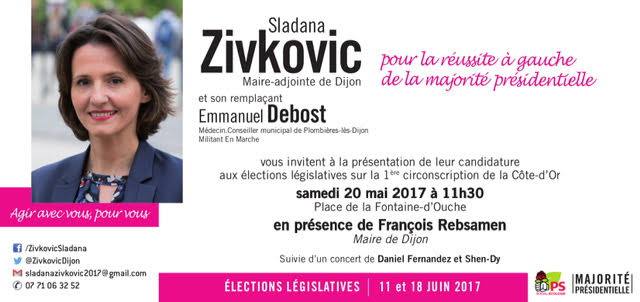 Sladana
Zivkovic
Maire-adjointe de Dijon
et son remplaçant
Emmanuel Debost
Médecin.Conseiller municipal de Plombières-lès-Dijon
Militant En Marche
pour la réussite à gauche
de la majorité présidentielle
vous invitent à la présentation de leur candidature
aux élections législatives sur la 1ère circonscription de la Côte-d'Or
samedi 20 mai 2017 à 11h30
Place de la Fontaine-d'Ouche
en présence de François Rebsamen
Maire de Dijon
Suivie d'un concert de Daniel Fernandez et Shen-Dy
Agir avec vous, pour vous
/ZivkovicSladana
@ZivkovicDijon
sladanazivkovic2017@gmail.com
07 71 06 32 52
ÉLECTIONS LÉGISLATIVES | 11 et 18 JUIN 2017
PS
MAJORITÉ
PRÉSIDENTIELLE